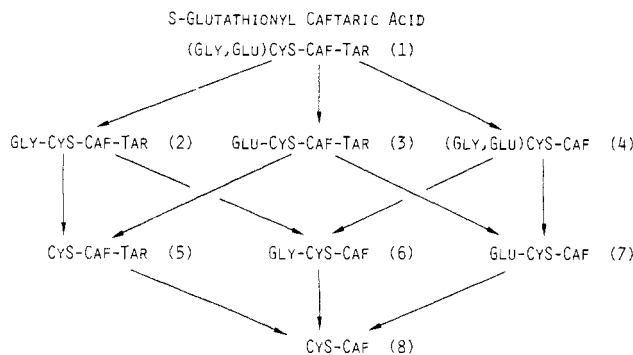 S-GLUTATHIONYL CAFTARIC ACID
(GLY,GLU)CYS-CAF-TAR (1)
GLY-CYS-CAF-TAR (2) GLU-CYS-CAF-TAR (3) (GLY,GLU)CYS-CAF (4)
CYS-CAF-TAR (5) GLY-CYS-CAF (6) GLU-CYS-CAF (7)
CYS-CAF (8)